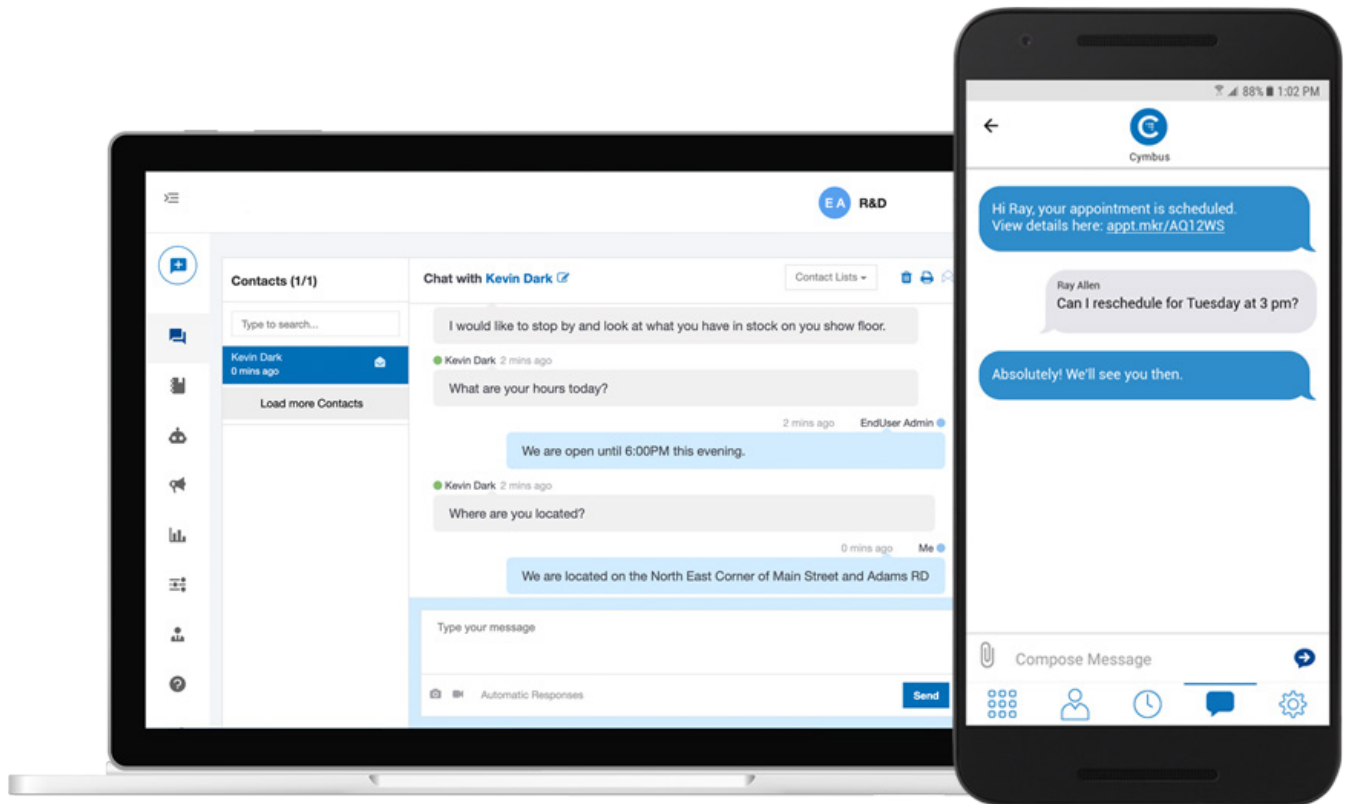 EA R&D
Contacts (1/1)
Type to search...
Kevin Dark
0 mins ago
Load more Contacts
Chat with Kevin Dark
Contact Lists
I would like to stop by and look at what you have in stock on you show floor.
Kevin Dark 2 mins ago
What are your hours today?
2 mins ago EndUser Admin
We are open until 6:00PM this evening.
Kevin Dark 2 mins ago
Where are you located?
0 mins ago Me
We are located on the North East Corner of Main Street and Adams RD
Type your message
Automatic Responses
Send
88% 1:02 PM
C
Cymbus
Hi Ray, your appointment is scheduled.
View details here: appt.mkr/AQ12WS
Ray Allen
Can I reschedule for Tuesday at 3 pm?
Absolutely! We'll see you then.
Compose Message